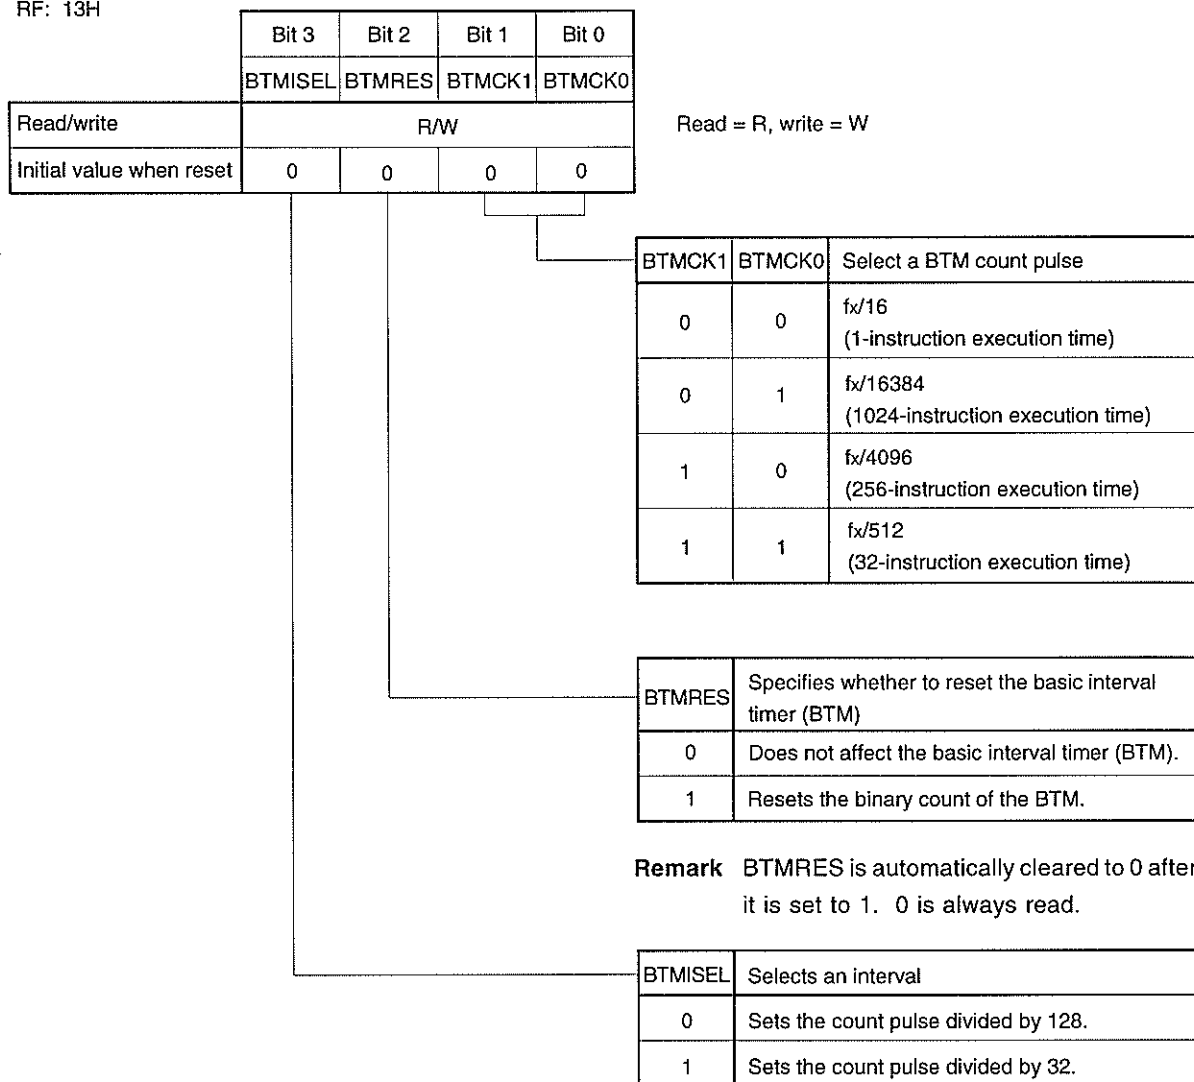 RF: 13H
Bit 3 Bit 2 Bit 1 Bit 0
BTMISEL BTMRES BTMCK1 BTMCK0
Read/write R/W
Read = R, write = W
Initial value when reset 0 0 0 0
BTMCK1 BTMCK0 Select a BTM count pulse
0 0 fx/16
(1-instruction execution time)
0 1 fx/16384
(1024-instruction execution time)
1 0 fx/4096
(256-instruction execution time)
1 1 fx/512
(32-instruction execution time)
BTMRES Specifies whether to reset the basic interval
timer (BTM)
0 Does not affect the basic interval timer (BTM).
1 Resets the binary count of the BTM.
Remark BTMRES is automatically cleared to 0 after
it is set to 1. 0 is always read.
BTMISEL Selects an interval
0 Sets the count pulse divided by 128.
1 Sets the count pulse divided by 32.